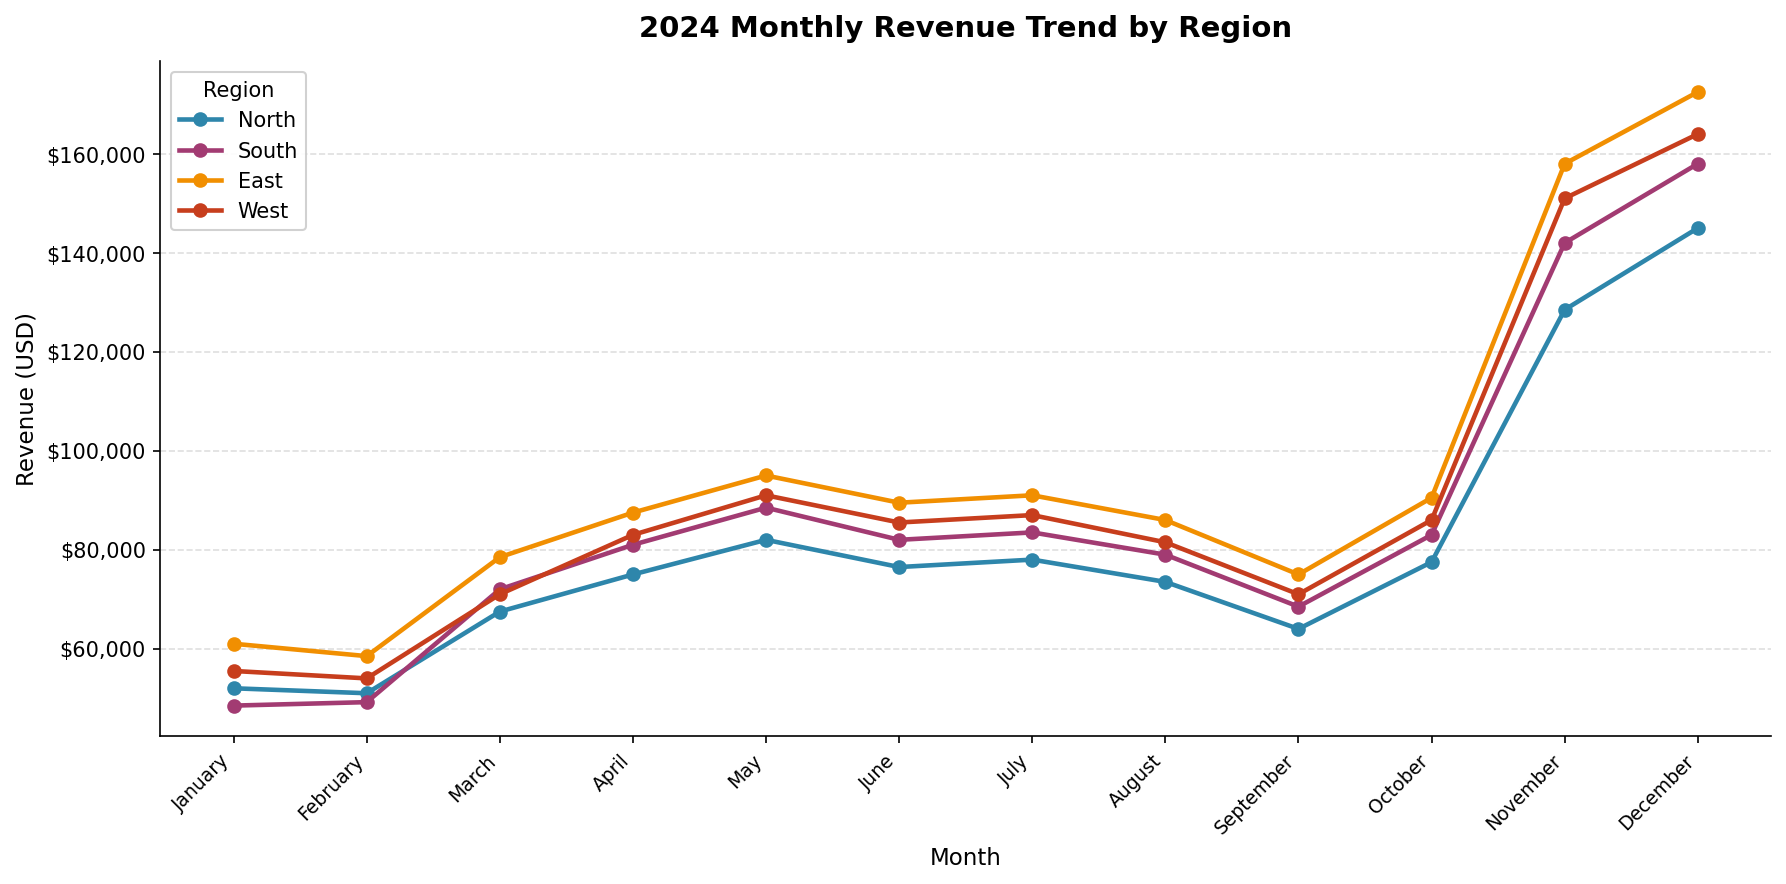 2024 Monthly Revenue Trend by Region
Region
North
South
East
West
Revenue (USD)
$160,000
$140,000
$120,000
$100,000
$80,000
$60,000
January
February
March
April
May
June
July
August
September
October
November
December
Month